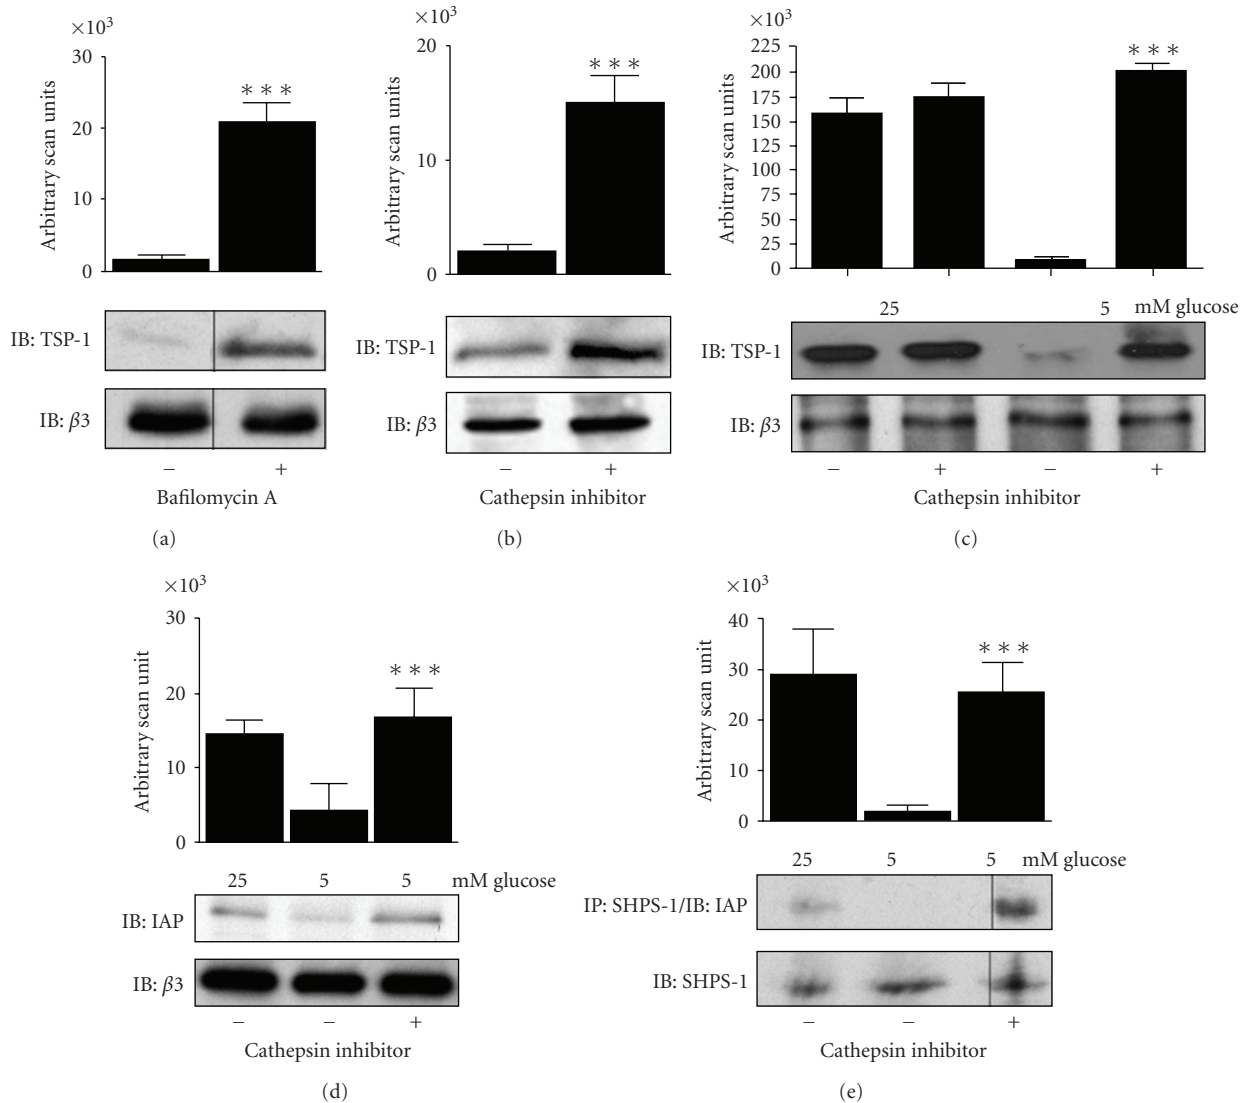 ×10³
Arbitrary scan units
30
20
10
0
∗∗∗
IB: TSP-1
IB: β3
− +
Bafilomycin A
(a)
×10³
Arbitrary scan units
20
10
0
∗∗∗
IB: TSP-1
IB: β3
− +
Cathepsin inhibitor
(b)
×10³
Arbitrary scan units
225
200
175
150
125
100
75
50
25
0
∗∗∗
25 5 mM glucose
IB: TSP-1
IB: β3
− + − +
Cathepsin inhibitor
(c)
×10³
Arbitrary scan unit
30
20
10
0
∗∗∗
25 5 5 mM glucose
IB: IAP
IB: β3
− − +
Cathepsin inhibitor
(d)
×10³
Arbitrary scan unit
40
30
20
10
0
∗∗∗
25 5 5 mM glucose
IP: SHPS-1/IB: IAP
IB: SHPS-1
− − +
Cathepsin inhibitor
(e)